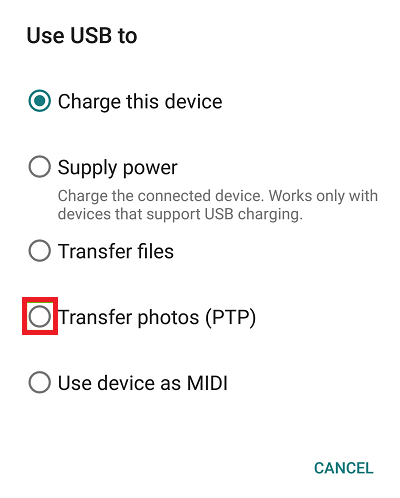 Use USB to
Charge this device
Supply power
Charge the connected device. Works only with
devices that support USB charging.
Transfer files
Transfer photos (PTP)
Use device as MIDI
CANCEL